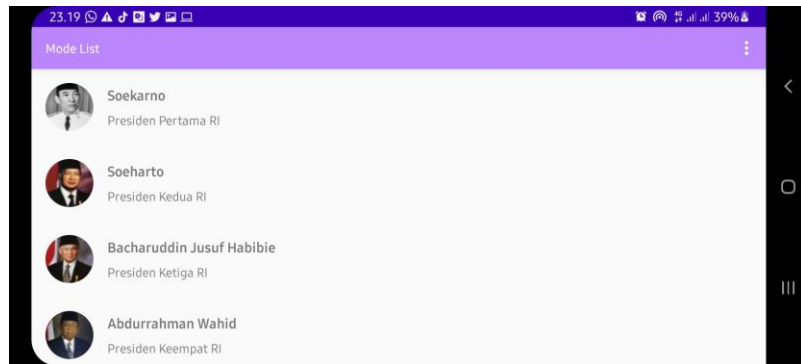 23.19 39%
Mode List
Soekarno
Presiden Pertama RI
Soeharto
Presiden Kedua RI
Bacharuddin Jusuf Habibie
Presiden Ketiga RI
Abdurrahman Wahid
Presiden Keempat RI